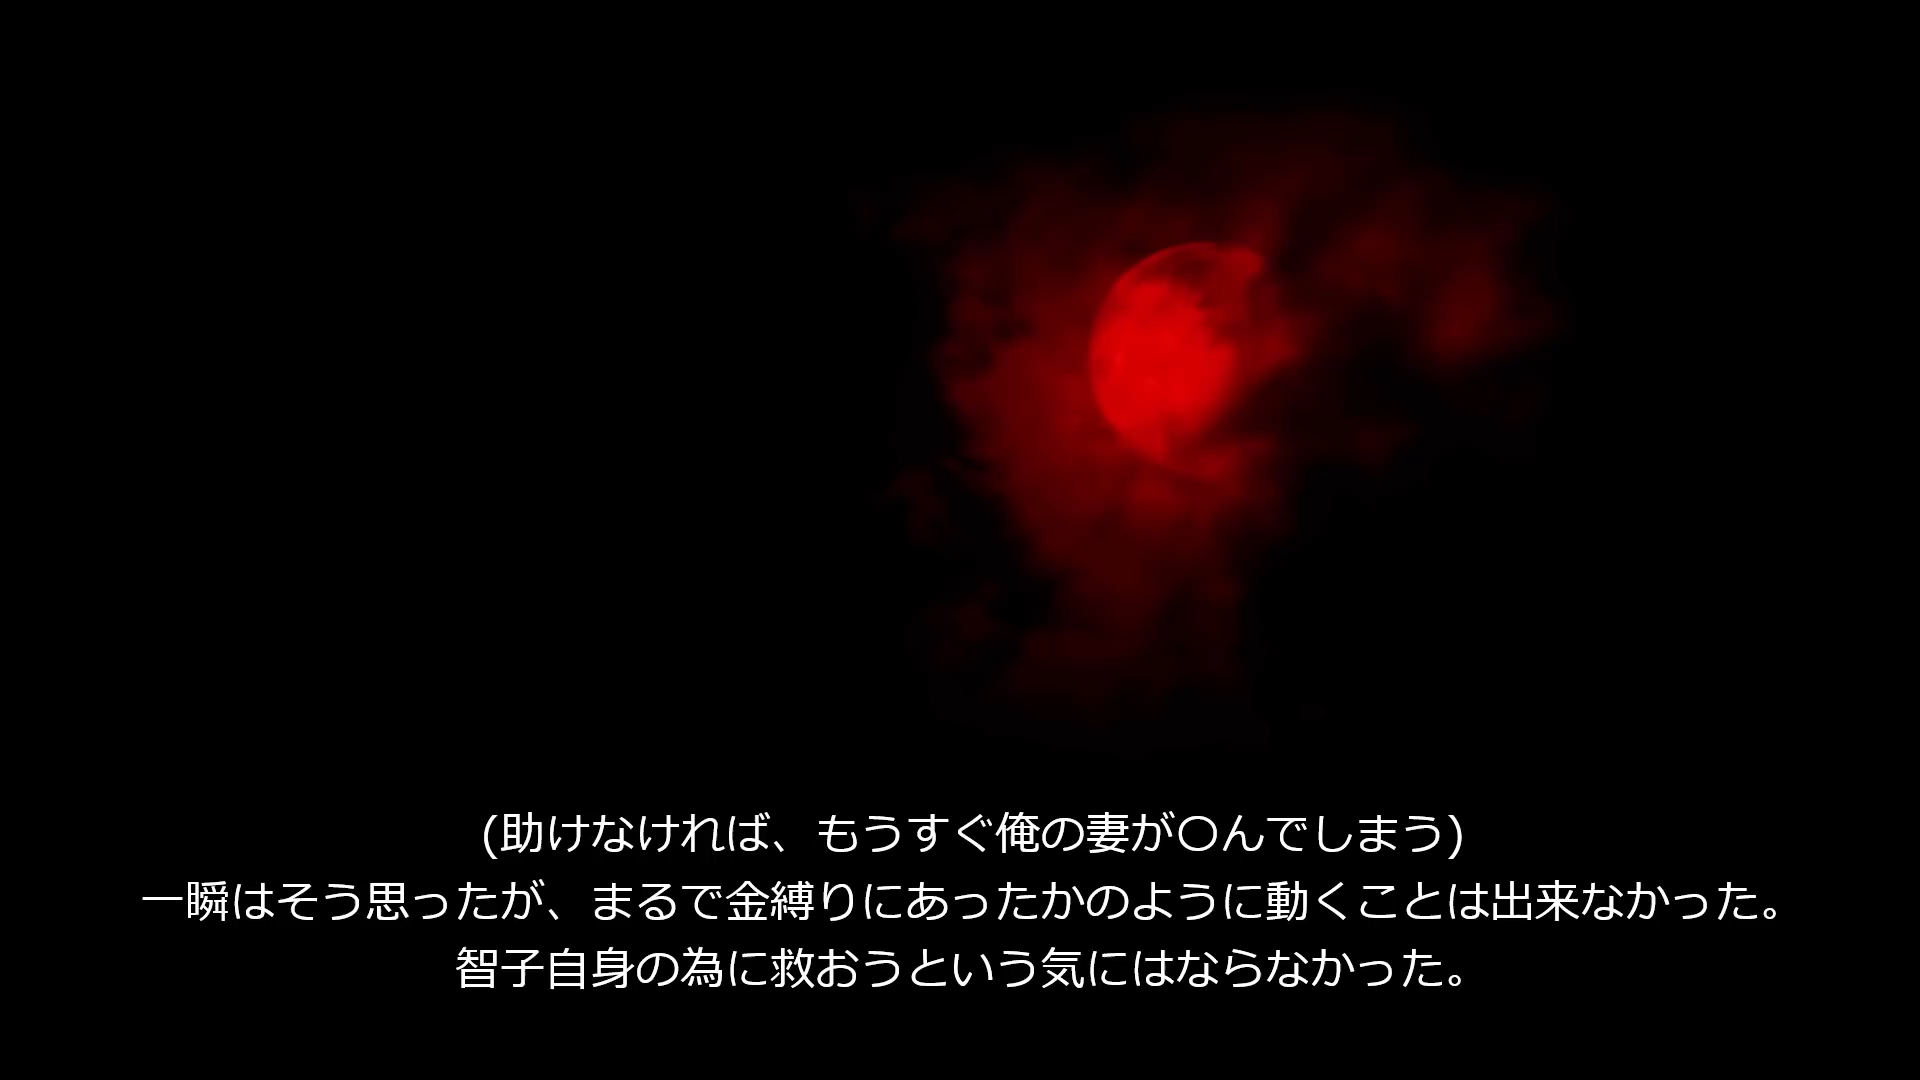 (助けなければ、もうすぐ俺の妻が〇んでしまう)
一瞬はそう思ったが、まるで金縛りにあったかのように動くことは出来なかった。
智子自身の為に救おうという気にはならなかった。